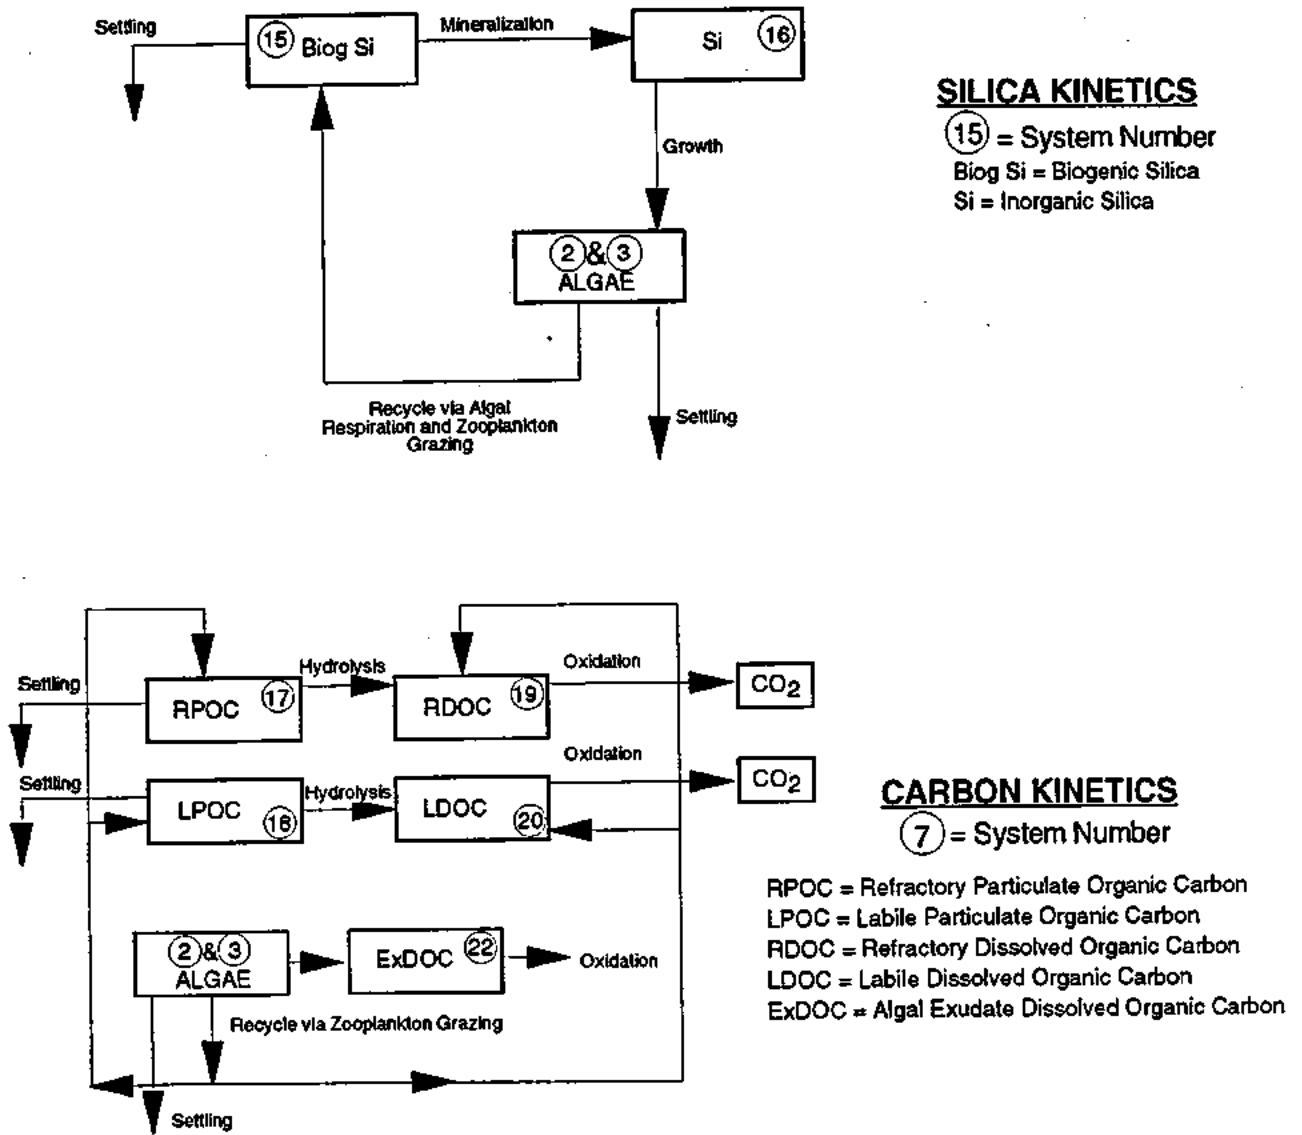 Settling
15 Biog Si
Mineralization
Si 16
SILICA KINETICS
15 = System Number
Biog Si = Biogenic Silica
Si = Inorganic Silica
Growth
2 & 3
ALGAE
Recycle via Algal
Respiration and Zooplankton
Grazing
Settling
Settling
RPOC 17
Hydrolysis
RDOC 19
Oxidation
CO2
Settling
LPOC 18
Hydrolysis
LDOC 20
Oxidation
CO2
CARBON KINETICS
7 = System Number
RPOC = Refractory Particulate Organic Carbon
LPOC = Labile Particulate Organic Carbon
RDOC = Refractory Dissolved Organic Carbon
LDOC = Labile Dissolved Organic Carbon
ExDOC = Algal Exudate Dissolved Organic Carbon
2 & 3
ALGAE
ExDOC 22
Oxidation
Recycle via Zooplankton Grazing
Settling